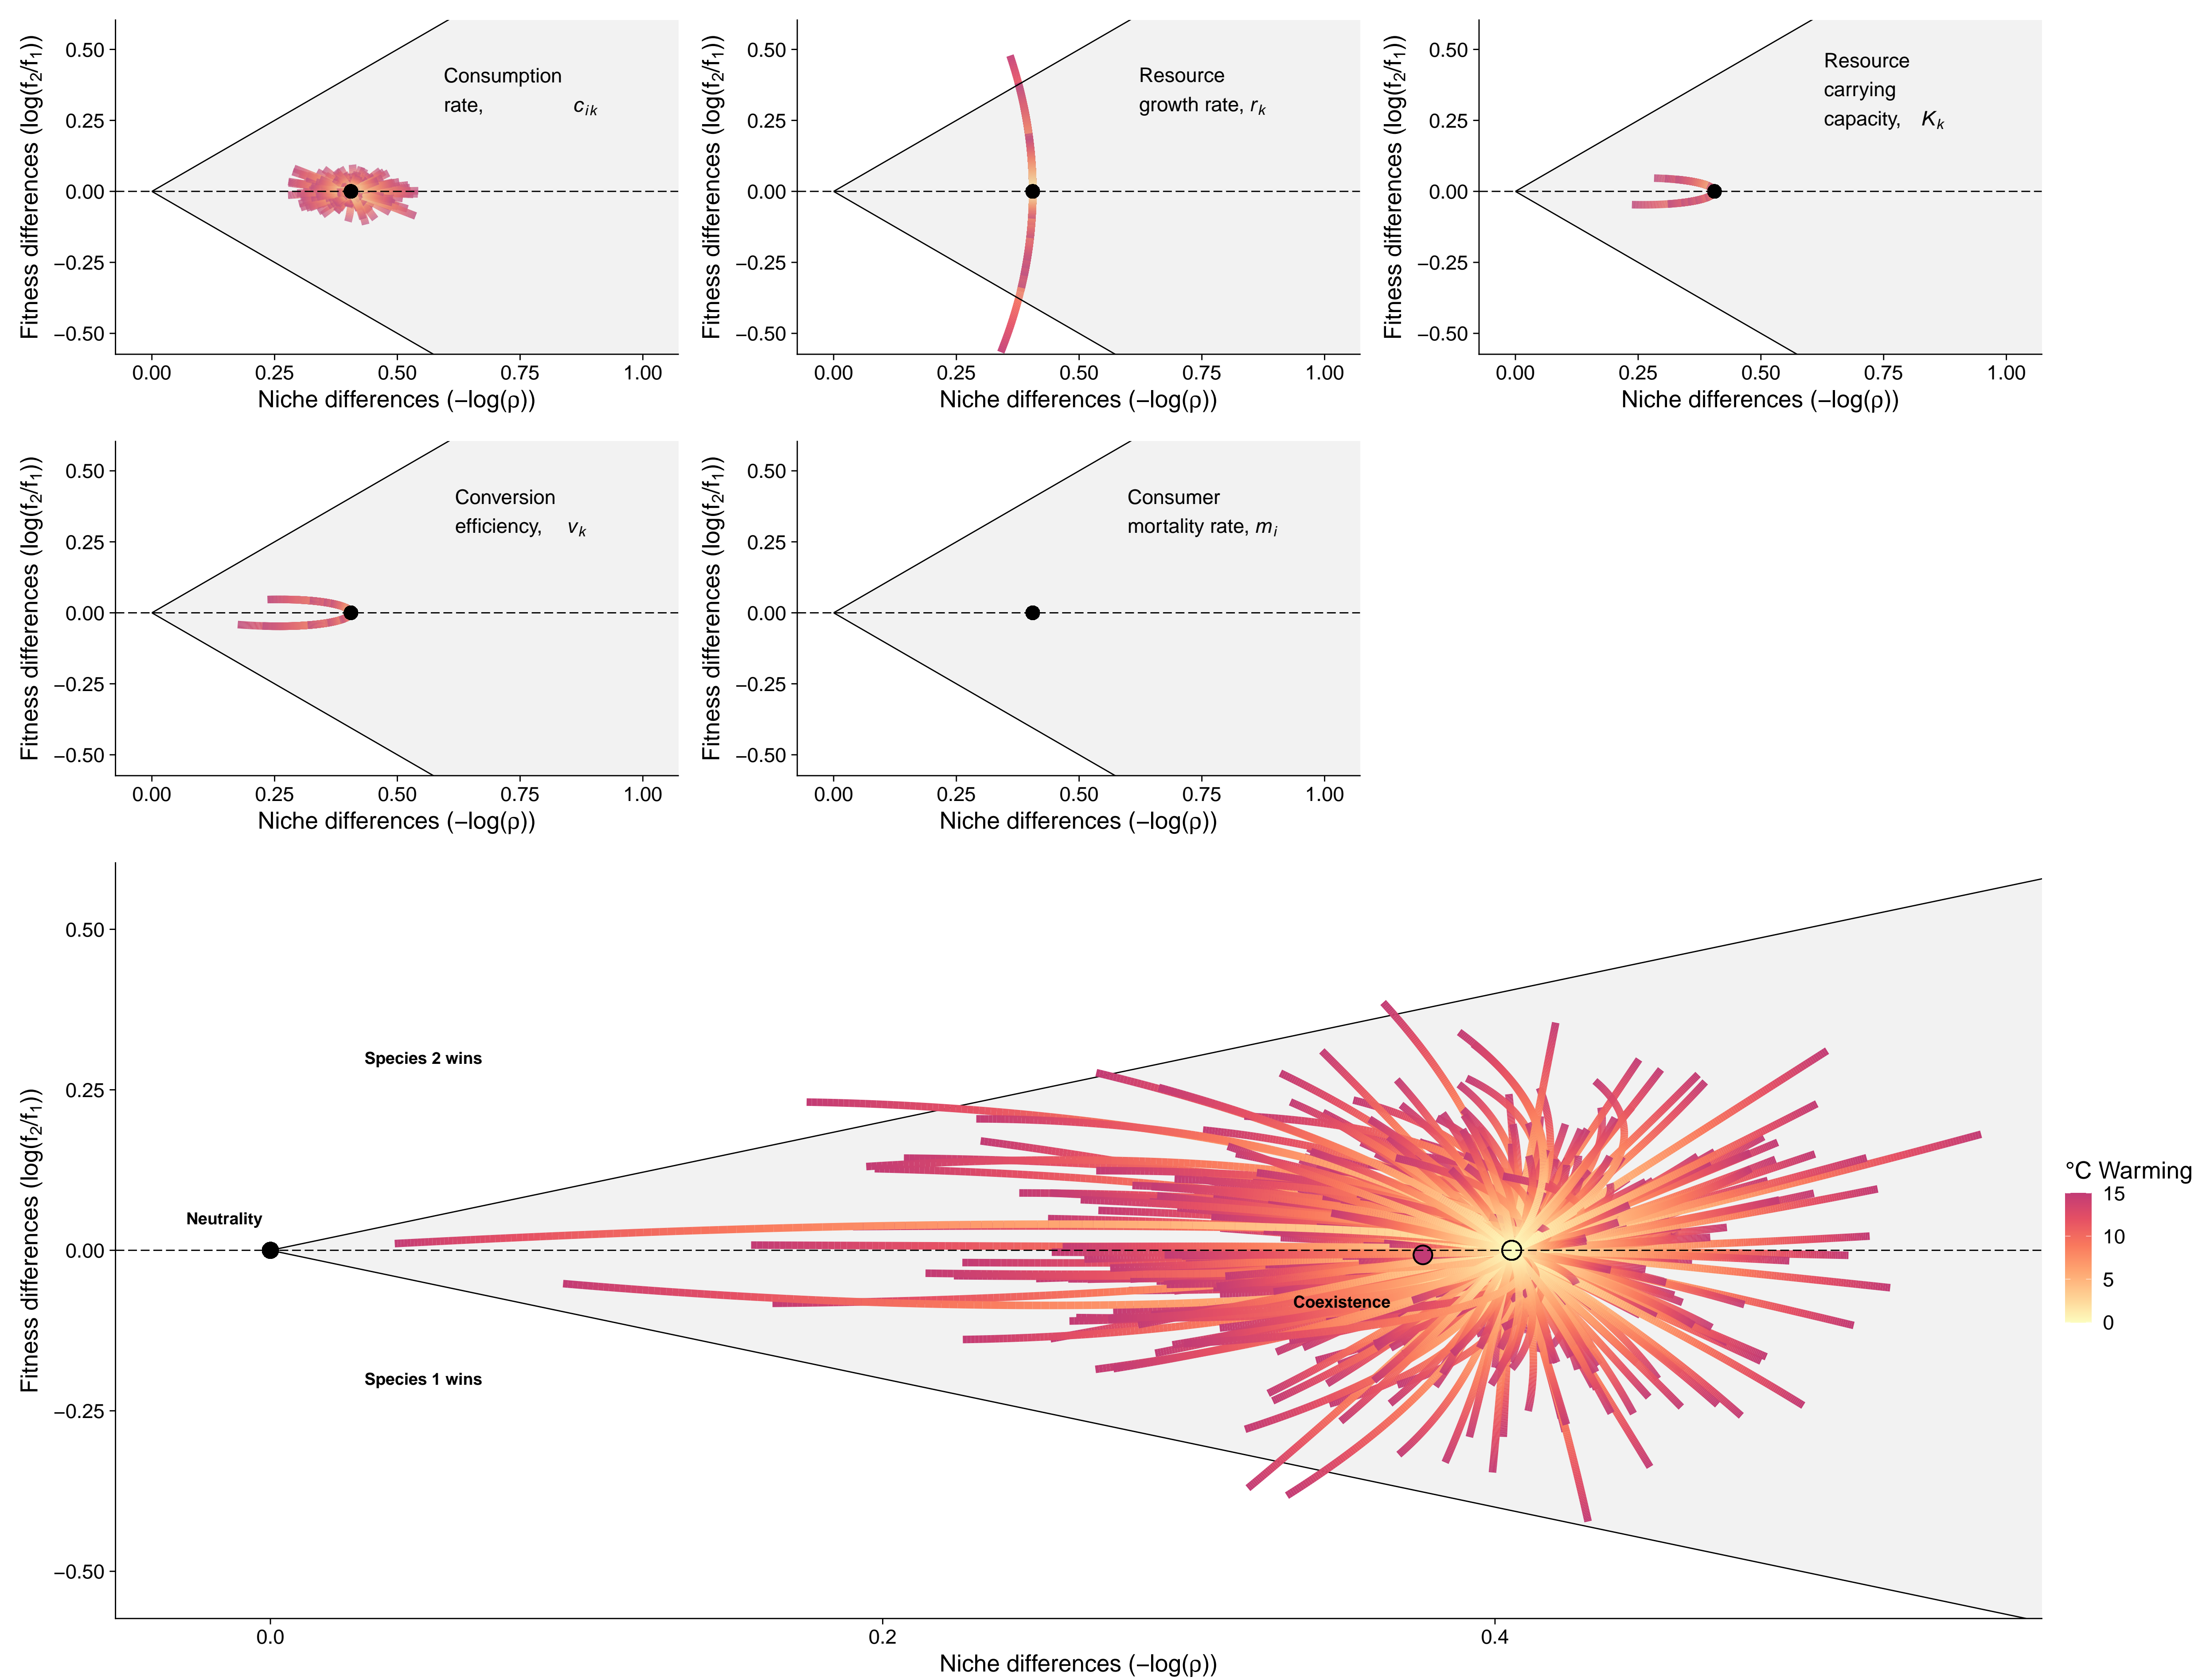 Fitness differences (log(f2/f1))
0.50
0.25
0.00
−0.25
−0.50
Consumption
rate, cik
0.00 0.25 0.50 0.75 1.00
Niche differences (−log(ρ))
Fitness differences (log(f2/f1))
0.50
0.25
0.00
−0.25
−0.50
Resource
growth rate, rk
0.00 0.25 0.50 0.75 1.00
Niche differences (−log(ρ))
Fitness differences (log(f2/f1))
0.50
0.25
0.00
−0.25
−0.50
Resource
carrying
capacity, Kk
0.00 0.25 0.50 0.75 1.00
Niche differences (−log(ρ))
Fitness differences (log(f2/f1))
0.50
0.25
0.00
−0.25
−0.50
Conversion
efficiency, vk
0.00 0.25 0.50 0.75 1.00
Niche differences (−log(ρ))
Fitness differences (log(f2/f1))
0.50
0.25
0.00
−0.25
−0.50
Consumer
mortality rate, mi
0.00 0.25 0.50 0.75 1.00
Niche differences (−log(ρ))
Fitness differences (log(f2/f1))
0.50
0.25
0.00
−0.25
−0.50
Species 2 wins
Neutrality
Coexistence
Species 1 wins
0.0 0.2 0.4
Niche differences (−log(ρ))
°C Warming
15
10
5
0